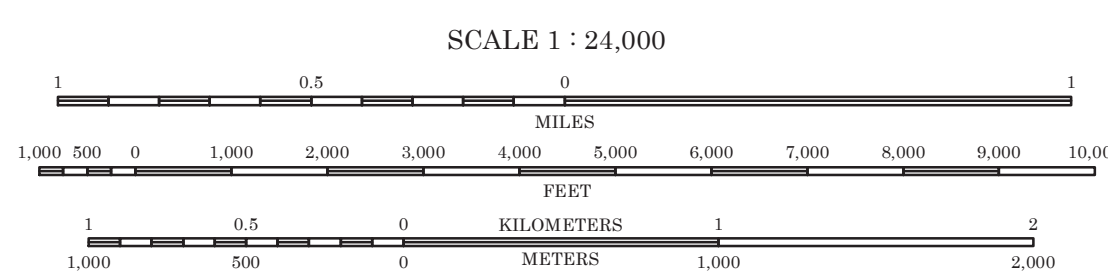 SCALE 1 : 24,000
1 0.5 0 1
MILES
1,000 500 0 1,000 2,000 3,000 4,000 5,000 6,000 7,000 8,000 9,000 10,00
FEET
1 0.5 0 KILOMETERS 1 2
1,000 500 0 METERS 1,000 2,000